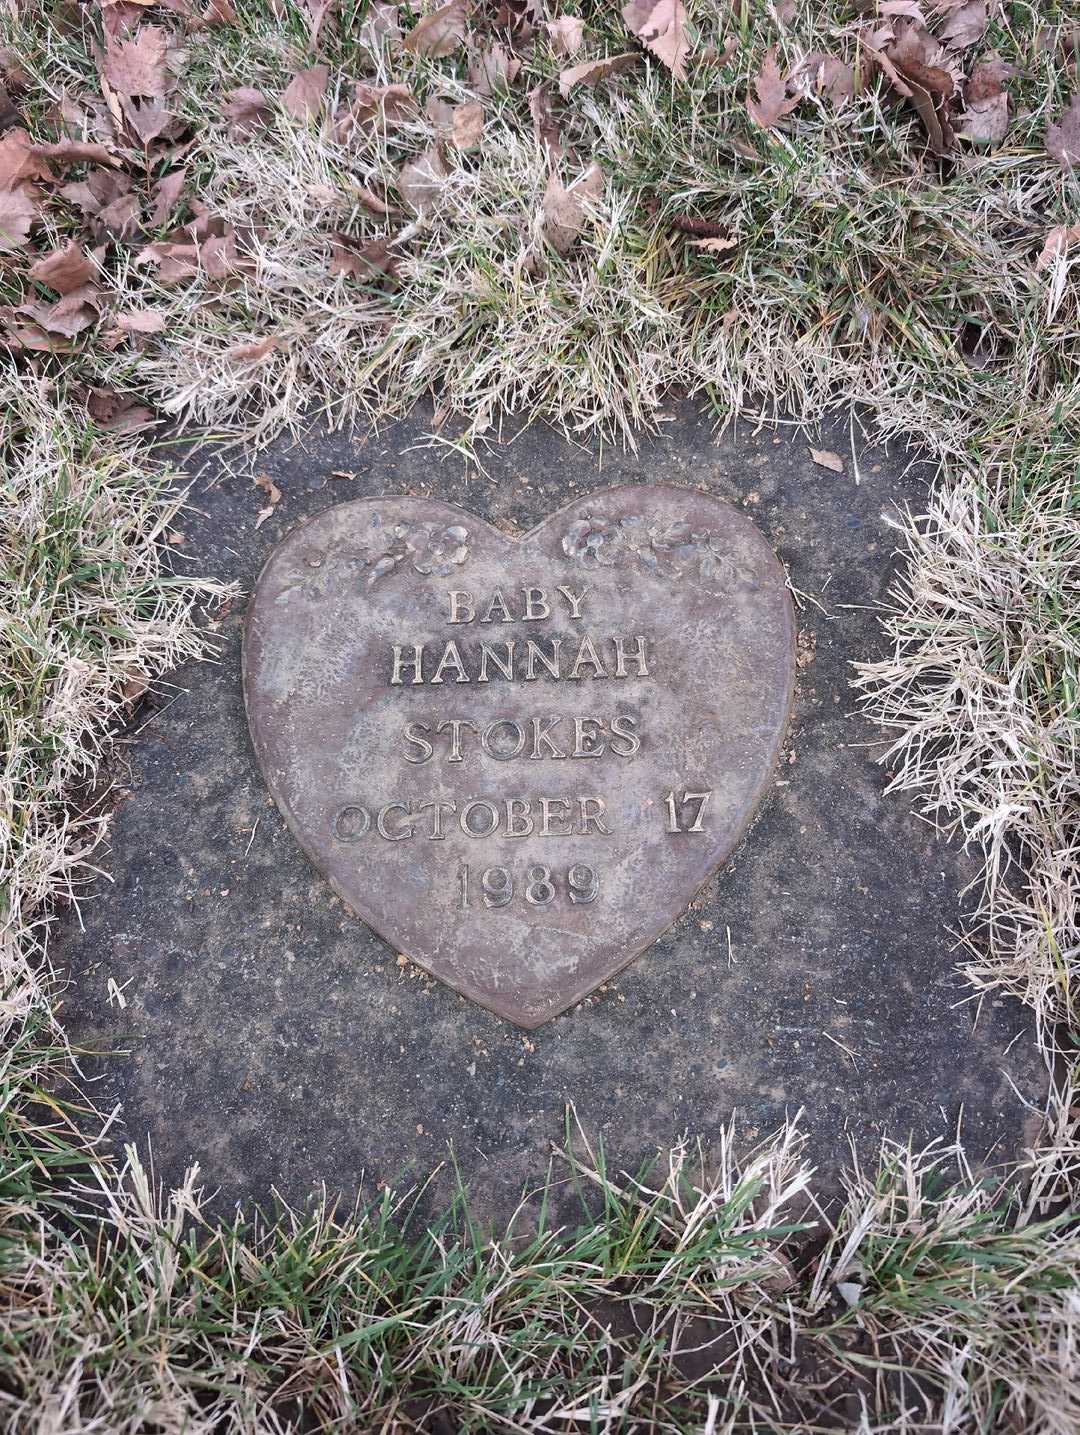 BABY
HANNAH
STOKES
OCTOBER 17
1989